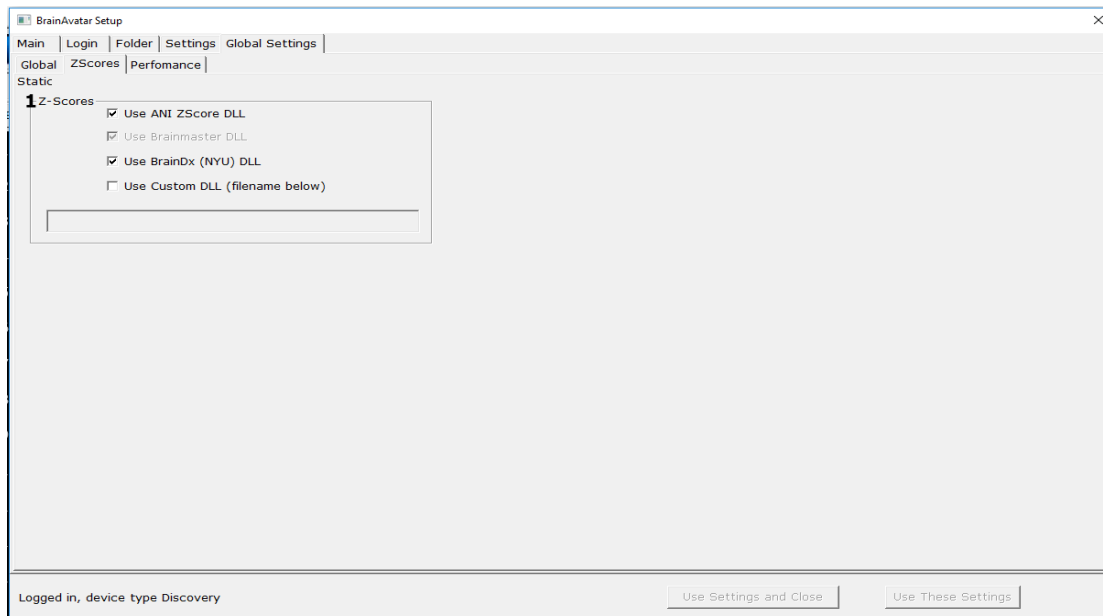 BrainAvatar Setup
Main Login Folder Settings Global Settings
Global ZScores Perfomance
Static
1 Z-Scores
Use ANI ZScore DLL
Use Brainmaster DLL
Use BrainDx (NYU) DLL
Use Custom DLL (filename below)
Logged in, device type Discovery Use Settings and Close Use These Settings